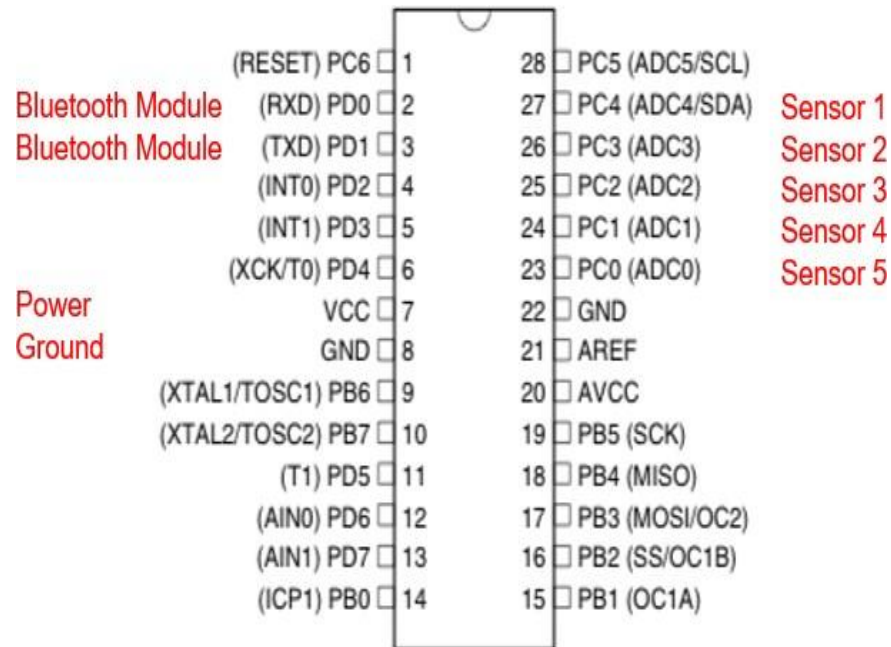 (RESET) PC6 1 28 PC5 (ADC5/SCL)
Bluetooth Module (RXD) PD0 2 27 PC4 (ADC4/SDA) Sensor 1
Bluetooth Module (TXD) PD1 3 26 PC3 (ADC3) Sensor 2
(INT0) PD2 4 25 PC2 (ADC2) Sensor 3
(INT1) PD3 5 24 PC1 (ADC1) Sensor 4
(XCK/T0) PD4 6 23 PC0 (ADC0) Sensor 5
Power VCC 7 22 GND
Ground GND 8 21 AREF
(XTAL1/TOSC1) PB6 9 20 AVCC
(XTAL2/TOSC2) PB7 10 19 PB5 (SCK)
(T1) PD5 11 18 PB4 (MISO)
(AIN0) PD6 12 17 PB3 (MOSI/OC2)
(AIN1) PD7 13 16 PB2 (SS/OC1B)
(ICP1) PB0 14 15 PB1 (OC1A)